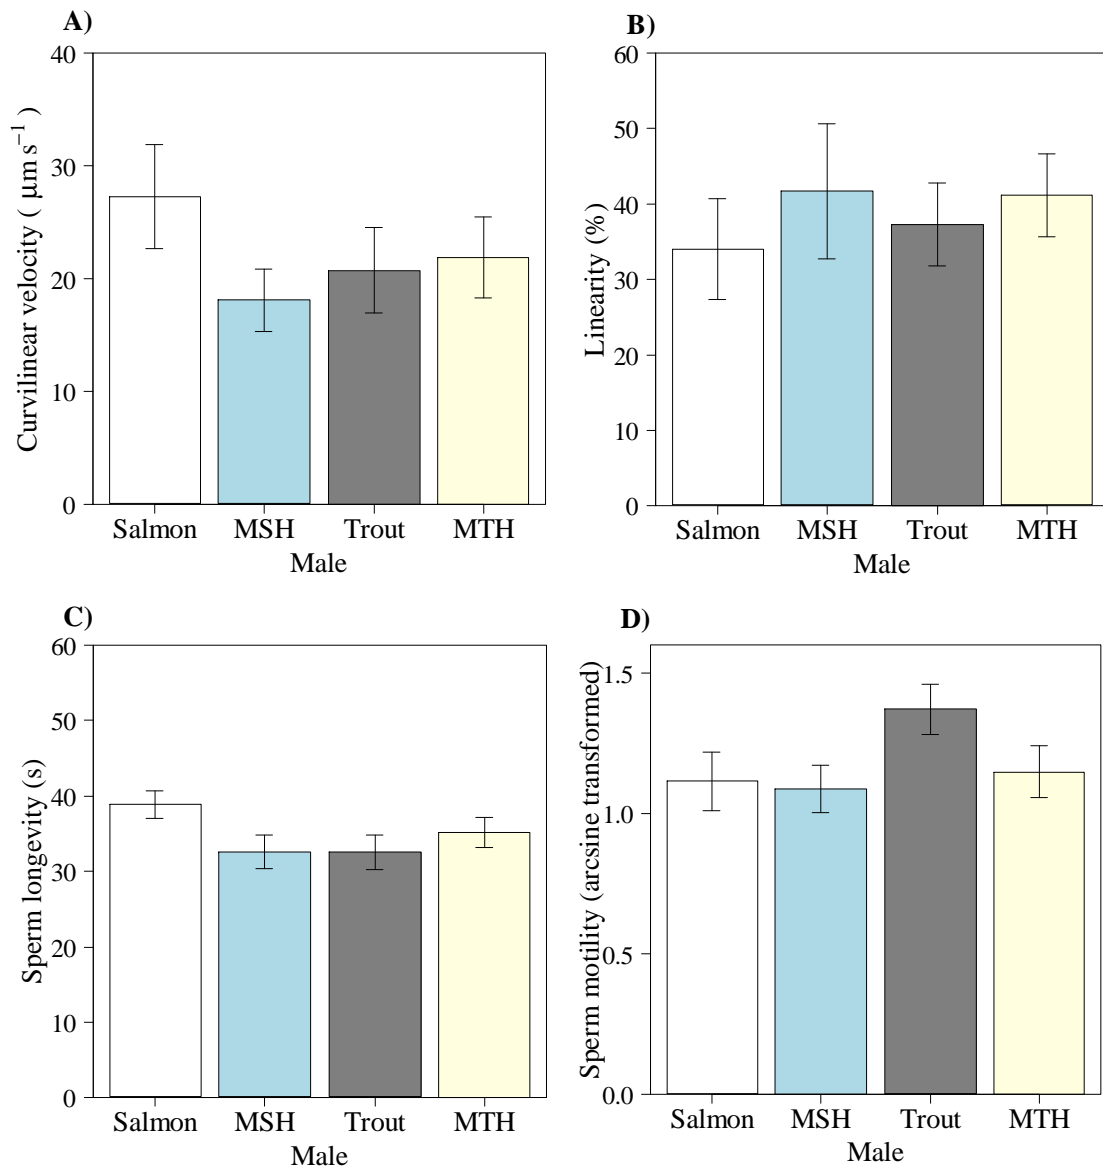 A)
Curvilinear velocity ( μm s⁻¹ )
40
30
20
10
0
Salmon MSH Trout MTH
Male
B)
Linearity (%)
60
50
40
30
20
10
0
Salmon MSH Trout MTH
Male
C)
Sperm longevity (s)
60
50
40
30
20
10
0
Salmon MSH Trout MTH
Male
D)
Sperm motility (arcsine transformed)
1.5
1.0
0.5
0.0
Salmon MSH Trout MTH
Male